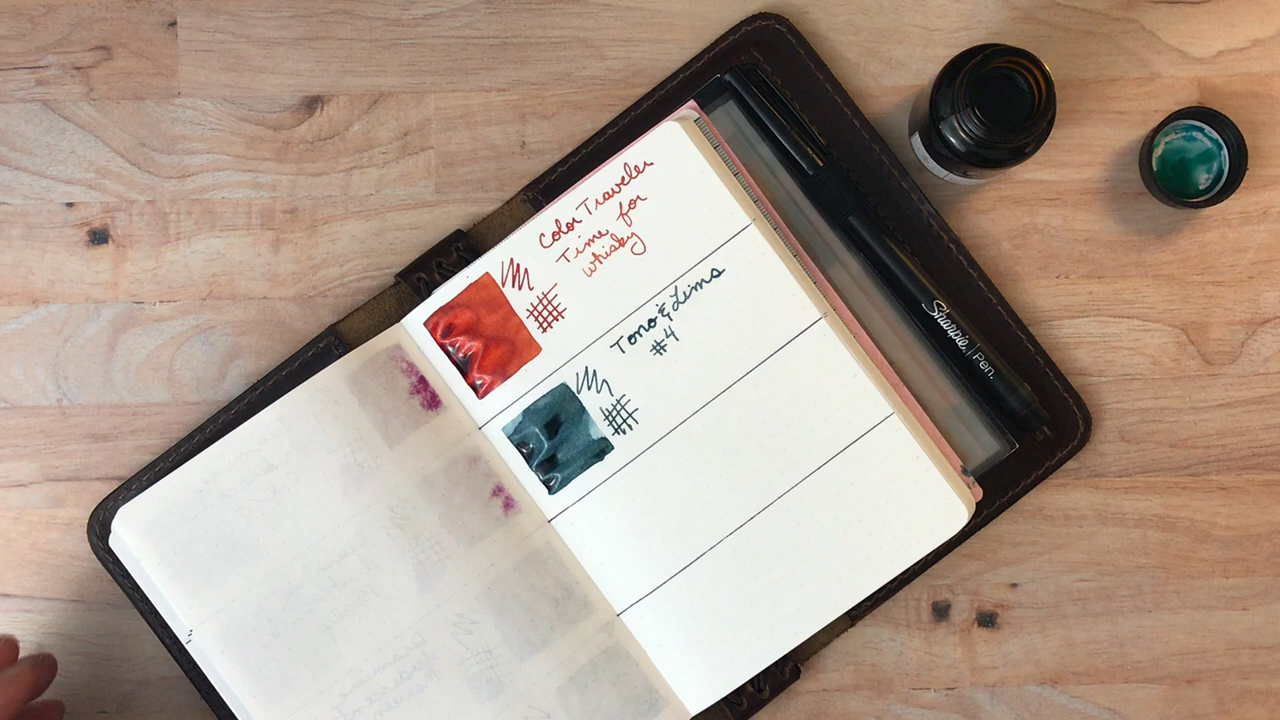 Color Traveler
Time for
whisky
Tono & Lims
#4
Sharpie. | Pen.